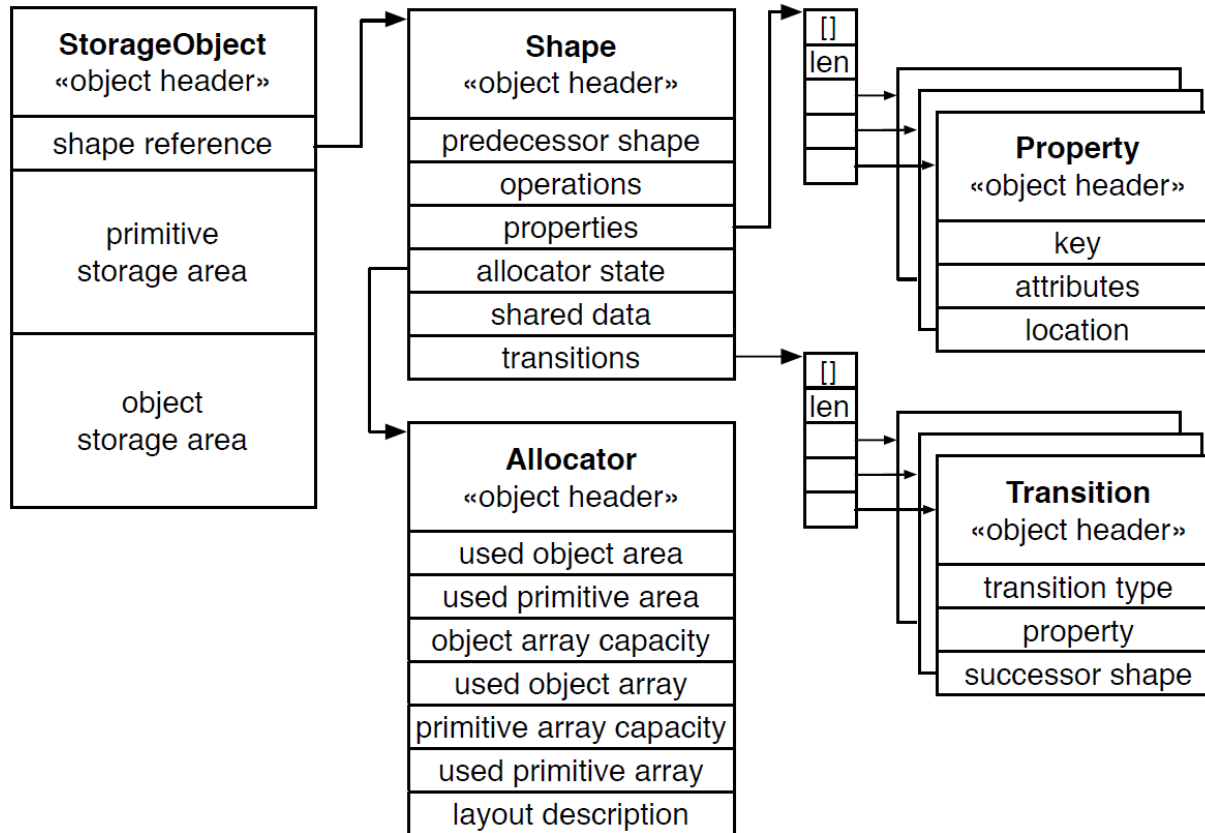 StorageObject
«object header»
shape reference
primitive
storage area
object
storage area
Shape
«object header»
predecessor shape
operations
properties
allocator state
shared data
transitions
Allocator
«object header»
used object area
used primitive area
object array capacity
used object array
primitive array capacity
used primitive array
layout description
[]
len
Property
«object header»
key
attributes
location
[]
len
Transition
«object header»
transition type
property
successor shape